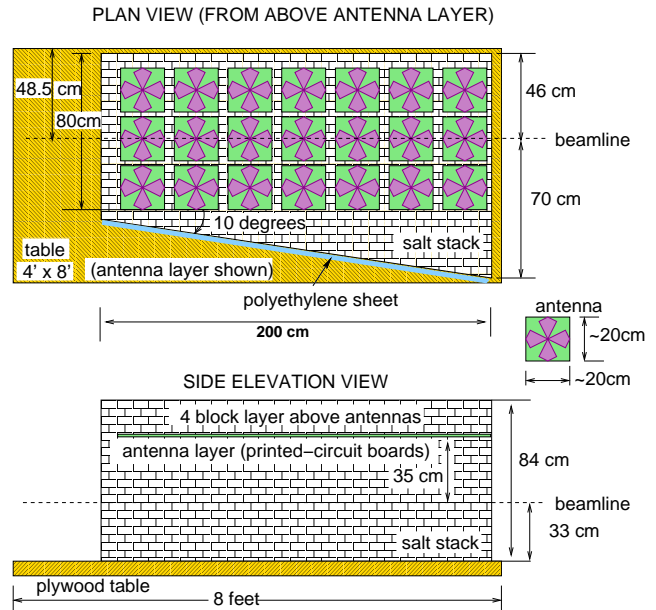 PLAN VIEW (FROM ABOVE ANTENNA LAYER)
48.5 cm
80cm
46 cm
beamline
70 cm
10 degrees
salt stack
table
4' x 8'
(antenna layer shown)
polyethylene sheet
200 cm
antenna
~20cm
~20cm
SIDE ELEVATION VIEW
4 block layer above antennas
antenna layer (printed–circuit boards)
35 cm
84 cm
beamline
33 cm
salt stack
plywood table
8 feet